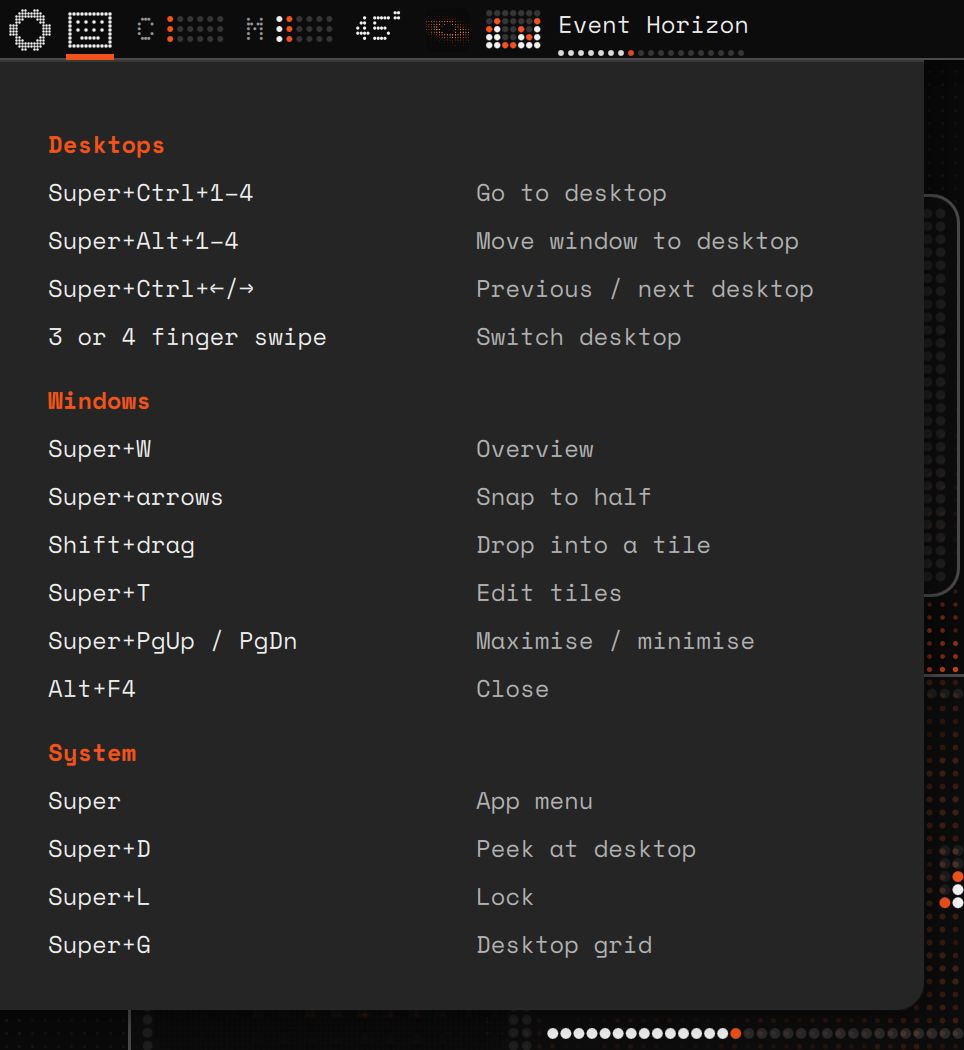 C M 45° Event Horizon
Desktops
Super+Ctrl+1–4 Go to desktop
Super+Alt+1–4 Move window to desktop
Super+Ctrl+←/→ Previous / next desktop
3 or 4 finger swipe Switch desktop
Windows
Super+W Overview
Super+arrows Snap to half
Shift+drag Drop into a tile
Super+T Edit tiles
Super+PgUp / PgDn Maximise / minimise
Alt+F4 Close
System
Super App menu
Super+D Peek at desktop
Super+L Lock
Super+G Desktop grid